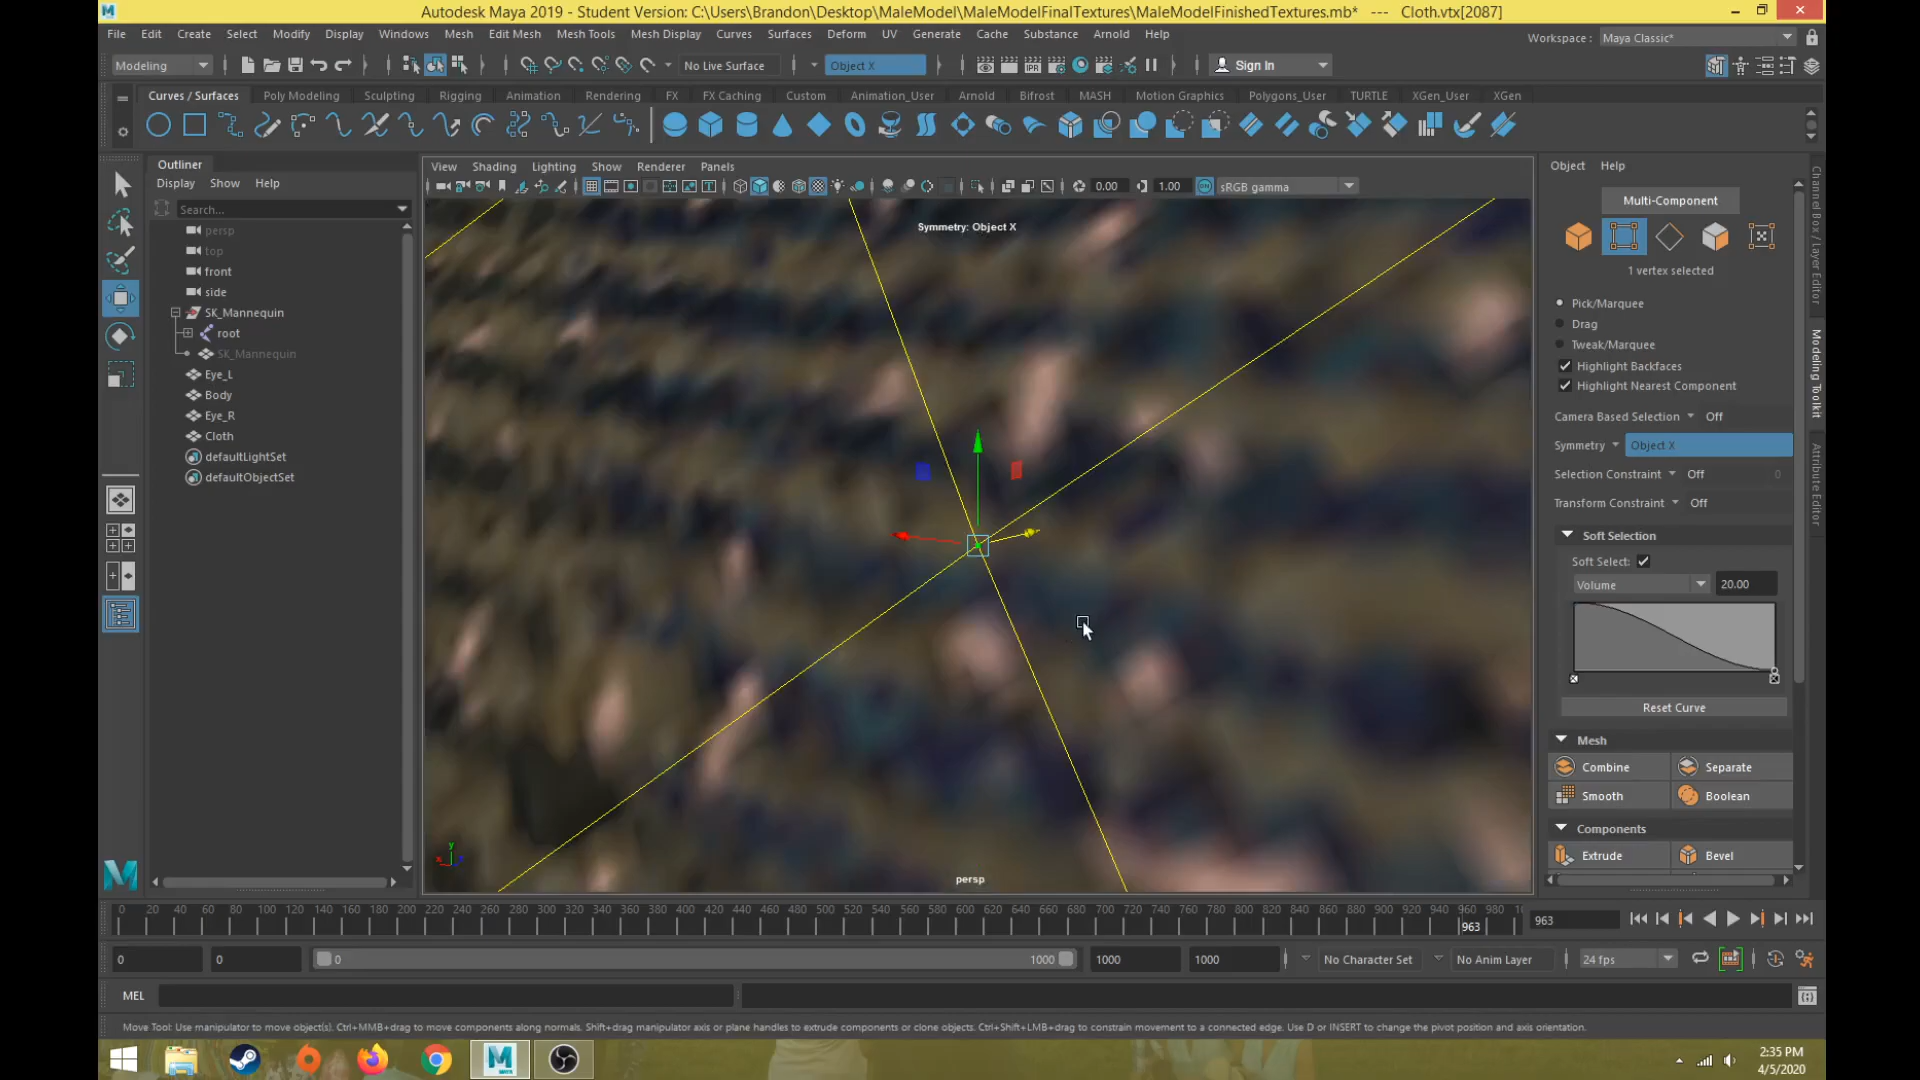 Autodesk Maya 2019 - Student Version: C:\Users\Brandon\Desktop\MaleModel\MaleModelFinalTextures\MaleModelFinishedTextures.mb* --- Cloth.vtx[2087]
File Edit Create Select Modify Display Windows Mesh Edit Mesh Mesh Tools Mesh Display Curves Surfaces Deform UV Generate Cache Substance Arnold Help
Workspace : Maya Classic*
Modeling No Live Surface Object X Sign In
Curves / Surfaces Poly Modeling Sculpting Rigging Animation Rendering FX FX Caching Custom Animation_User Arnold Bifrost MASH Motion Graphics Polygons_User TURTLE XGen_User XGen
Outliner
Display Show Help
Search...
persp
top
front
side
SK_Mannequin
root
SK_Mannequin
Eye_L
Body
Eye_R
Cloth
defaultLightSet
defaultObjectSet
View Shading Lighting Show Renderer Panels
0.00 1.00 sRGB gamma
Symmetry: Object X
persp
y
x
Object Help
Multi-Component
1 vertex selected
Pick/Marquee
Drag
Tweak/Marquee
Highlight Backfaces
Highlight Nearest Component
Camera Based Selection Off
Symmetry Object X
Selection Constraint Off 0
Transform Constraint Off
Soft Selection
Soft Select:
Volume 20.00
Reset Curve
Mesh
Combine Separate
Smooth Boolean
Components
Extrude Bevel
Channel Box / Layer Editor
Modeling Toolkit
Attribute Editor
0 20 40 60 80 100 120 140 160 180 200 220 240 260 280 300 320 340 360 380 400 420 440 460 480 500 520 540 560 580 600 620 640 660 680 700 720 740 760 780 800 820 840 860 880 900 920 940 960 980
963
963
0 0 0 1000 1000 1000 No Character Set No Anim Layer 24 fps
MEL
Move Tool: Use manipulator to move object(s). Ctrl+MMB+drag to move components along normals. Shift+drag manipulator axis or plane handles to extrude components or clone objects. Ctrl+Shift+LMB+drag to constrain movement to a connected edge. Use D or INSERT to change the pivot position and axis orientation.
2:35 PM
4/5/2020